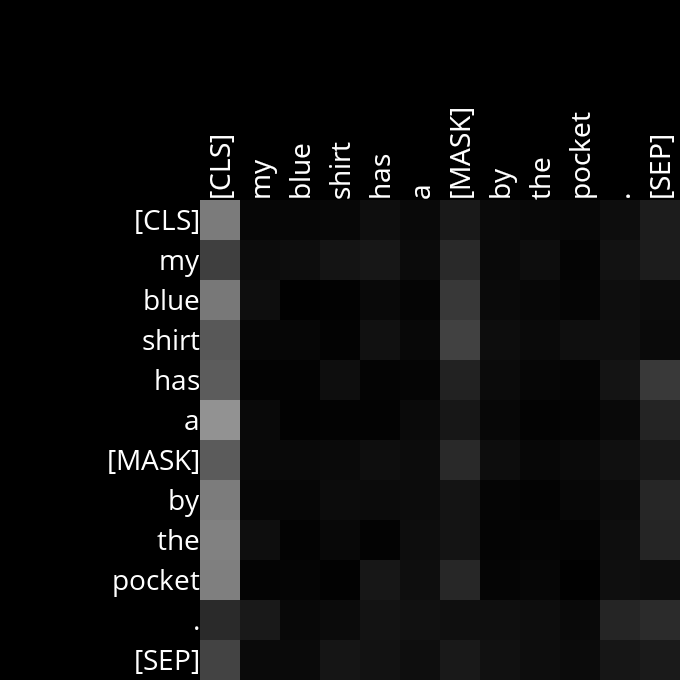 [CLS] my blue shirt has a [MASK] by the pocket . [SEP]
[CLS]
my
blue
shirt
has
a
[MASK]
by
the
pocket
.
[SEP]